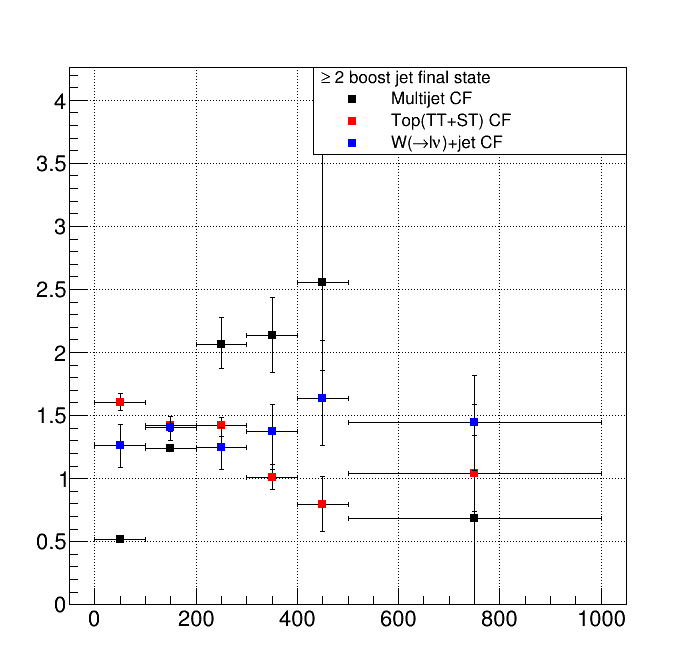 ≥ 2 boost jet final state
Multijet CF
Top(TT+ST) CF
W(→lν)+jet CF
4
3.5
3
2.5
2
1.5
1
0.5
0
0 200 400 600 800 1000